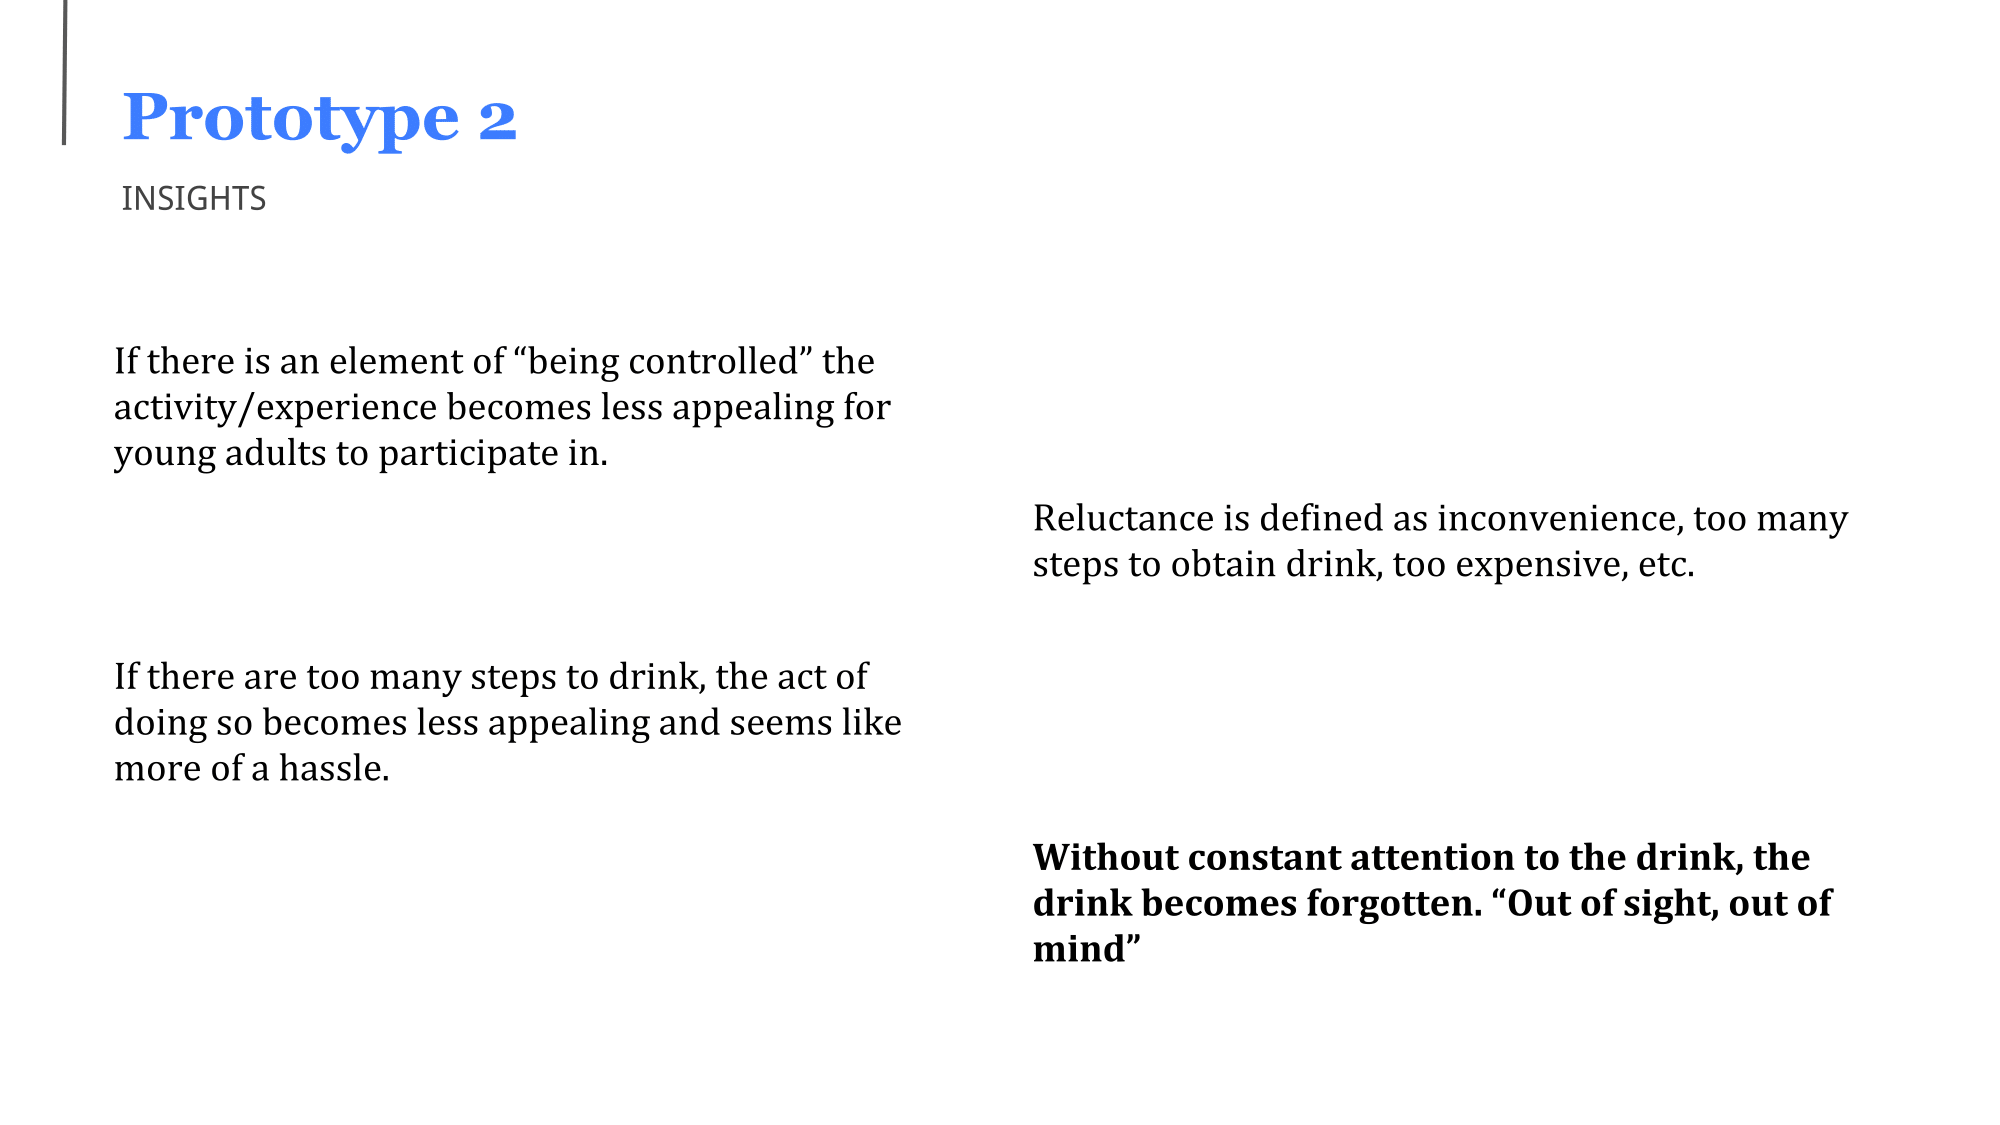 Prototype 2
INSIGHTS
If there is an element of “being controlled” the
activity/experience becomes less appealing for
young adults to participate in.
Reluctance is defined as inconvenience, too many
steps to obtain drink, too expensive, etc.
If there are too many steps to drink, the act of
doing so becomes less appealing and seems like
more of a hassle.
Without constant attention to the drink, the
drink becomes forgotten. “Out of sight, out of
mind”